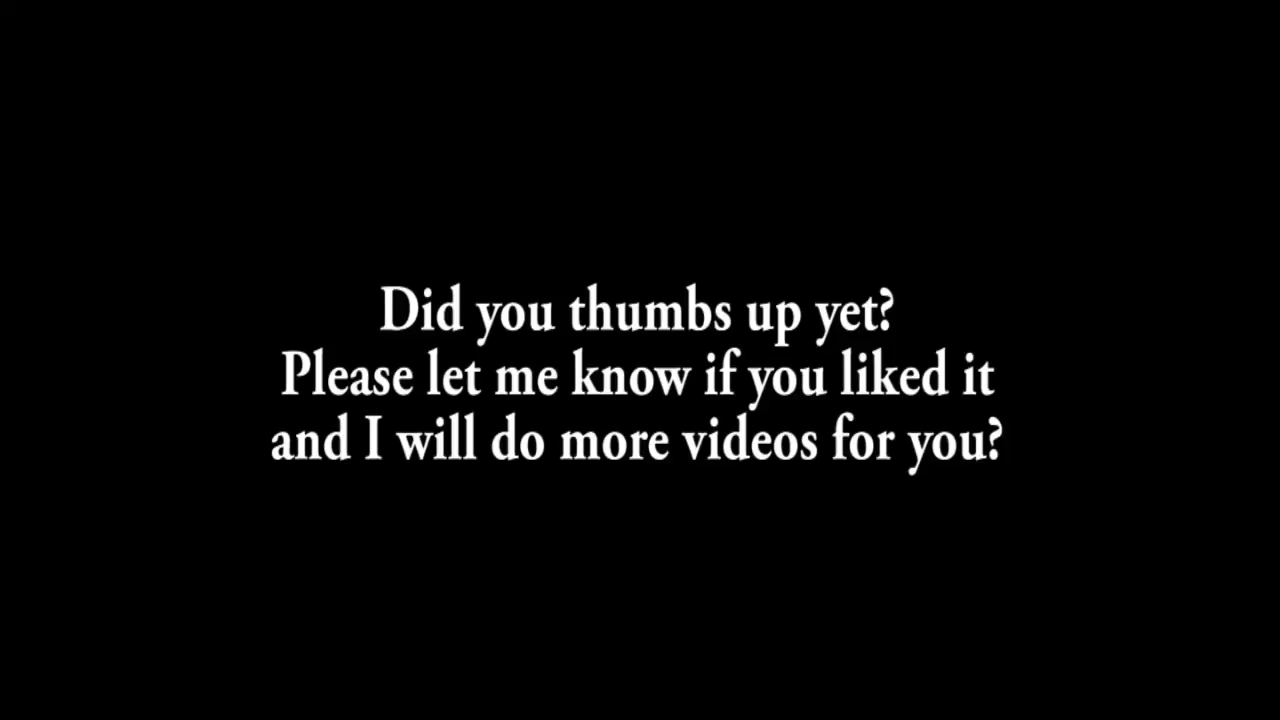 Did you thumbs up yet?
Please let me know if you liked it
and I will do more videos for you?